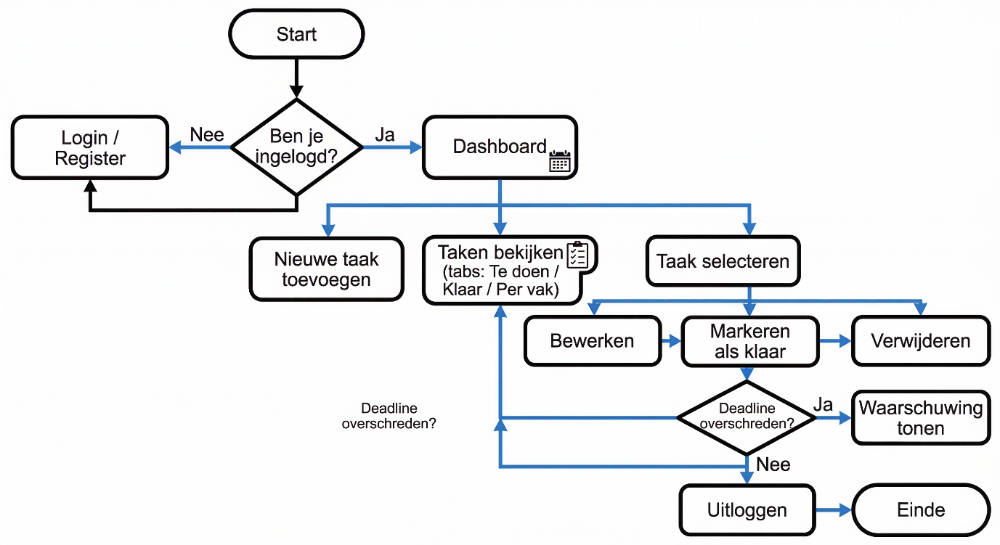 Start
Ben je
ingelogd?
Nee
Ja
Login /
Register
Dashboard
Nieuwe taak
toevoegen
Taken bekijken
(tabs: Te doen /
Klaar / Per vak)
Taak selecteren
Bewerken
Markeren
als klaar
Verwijderen
Deadline
overschreden?
Deadline
overschreden?
Ja
Waarschuwing
tonen
Nee
Uitloggen
Einde